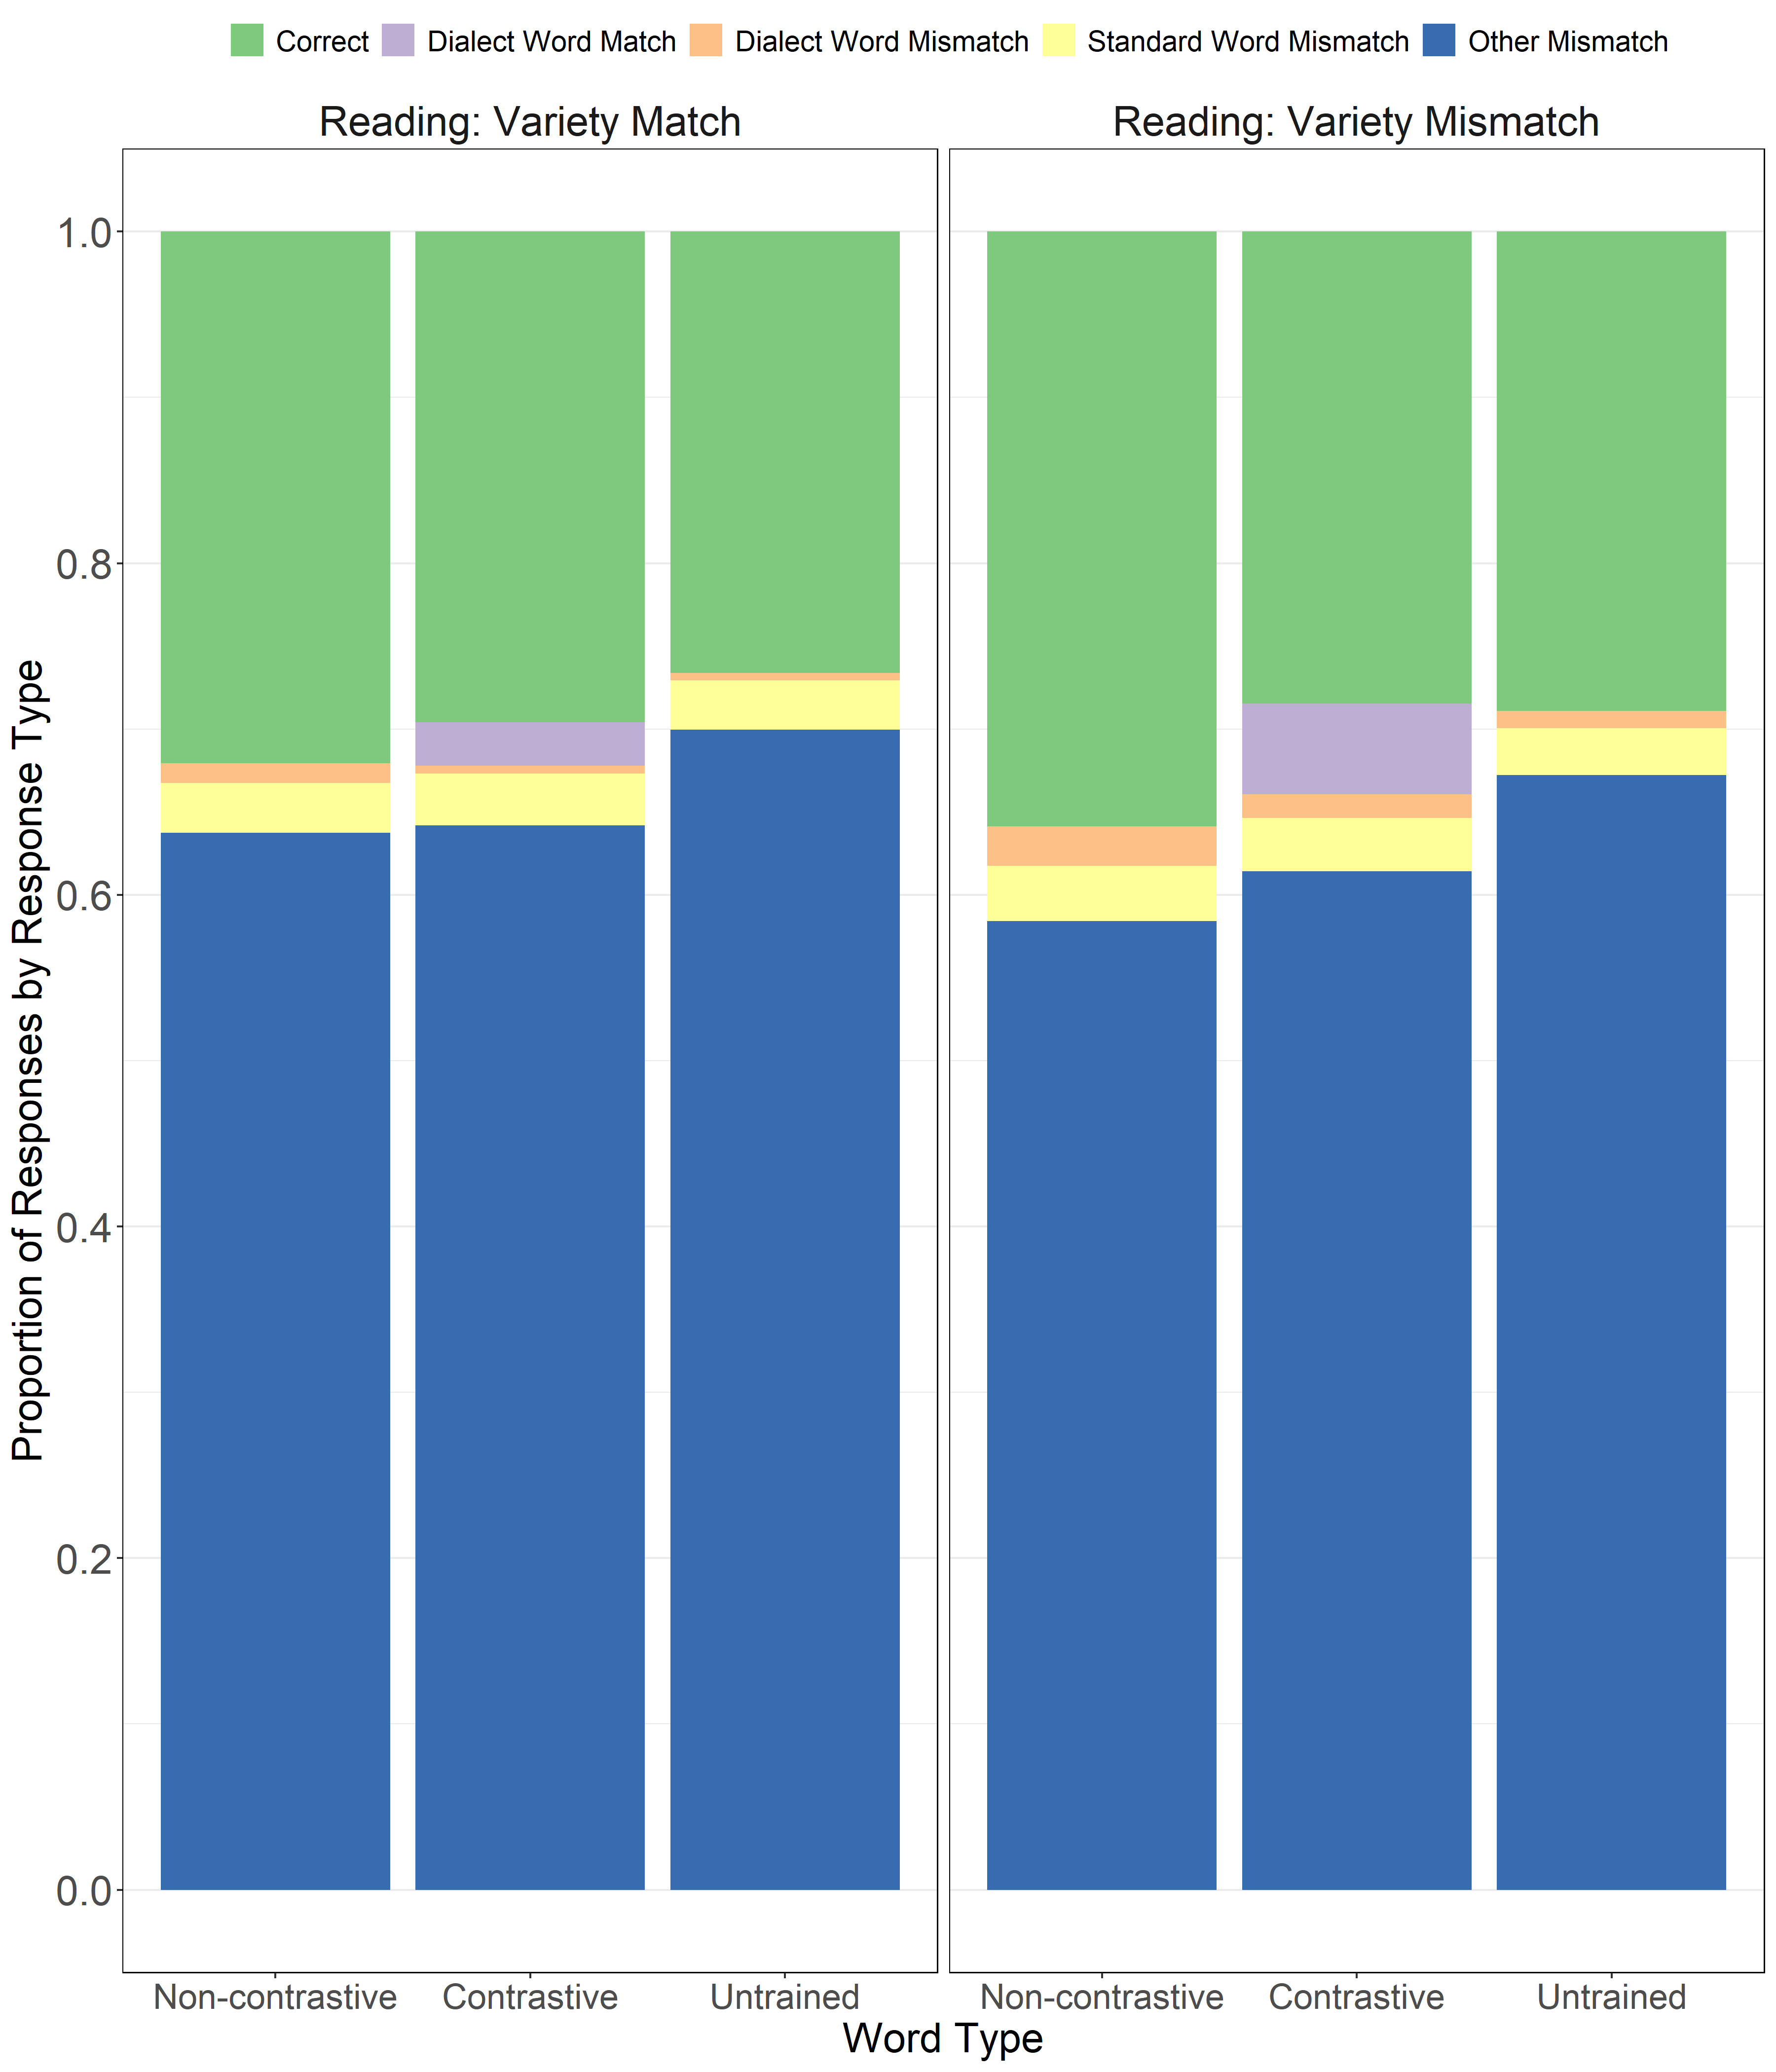 Correct Dialect Word Match Dialect Word Mismatch Standard Word Mismatch Other Mismatch
Reading: Variety Match Reading: Variety Mismatch
Proportion of Responses by Response Type
1.0
0.8
0.6
0.4
0.2
0.0
Non-contrastive Contrastive Untrained Non-contrastive Contrastive Untrained
Word Type